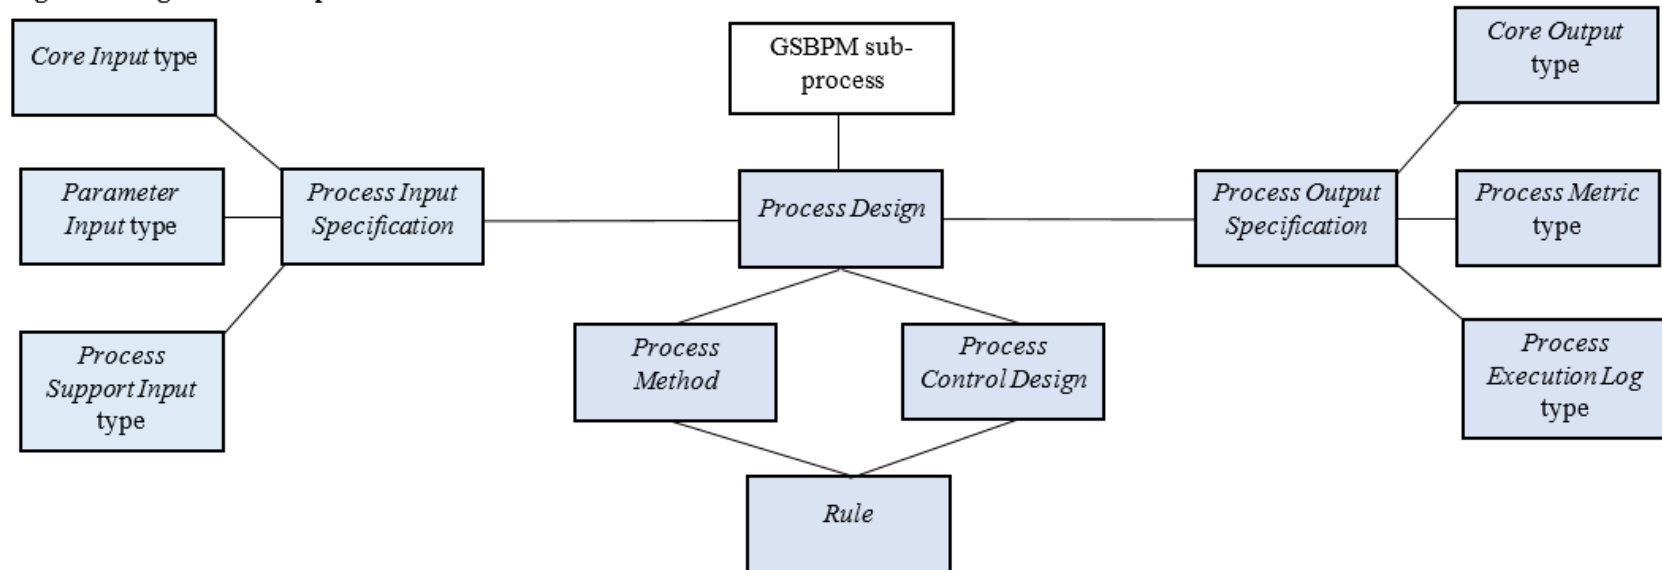 Core Input type
GSBPM sub-
process
Core Output
type
Parameter
Input type
Process Input
Specification
Process Design
Process Output
Specification
Process Metric
type
Process
Support Input
type
Process
Method
Process
Control Design
Process
Execution Log
type
Rule